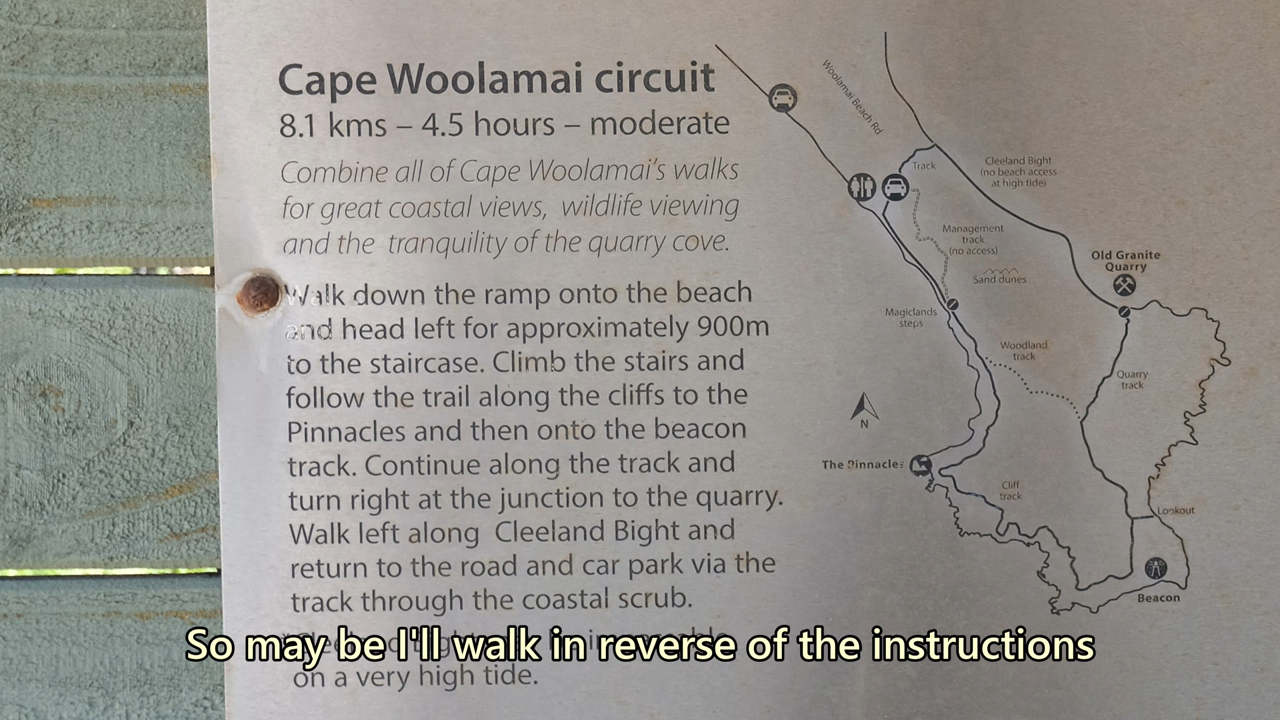 Cape Woolamai circuit
8.1 kms – 4.5 hours – moderate
Combine all of Cape Woolamai's walks
for great coastal views, wildlife viewing
and the tranquility of the quarry cove.
Walk down the ramp onto the beach
and head left for approximately 900m
to the staircase. Climb the stairs and
follow the trail along the cliffs to the
Pinnacles and then onto the beacon
track. Continue along the track and
turn right at the junction to the quarry.
Walk left along Cleeland Bight and
return to the road and car park via the
track through the coastal scrub.
on a very high tide.
So may be I'll walk in reverse of the instructions
Woolamai Beach Rd
Track
Cleeland Bight
(no beach access
at high tide)
Management
track
(no access)
Sand dunes
Old Granite
Quarry
Magiclands
steps
Woodland
track
Quarry
track
N
The Pinnacles
Cliff
track
Lookout
Beacon